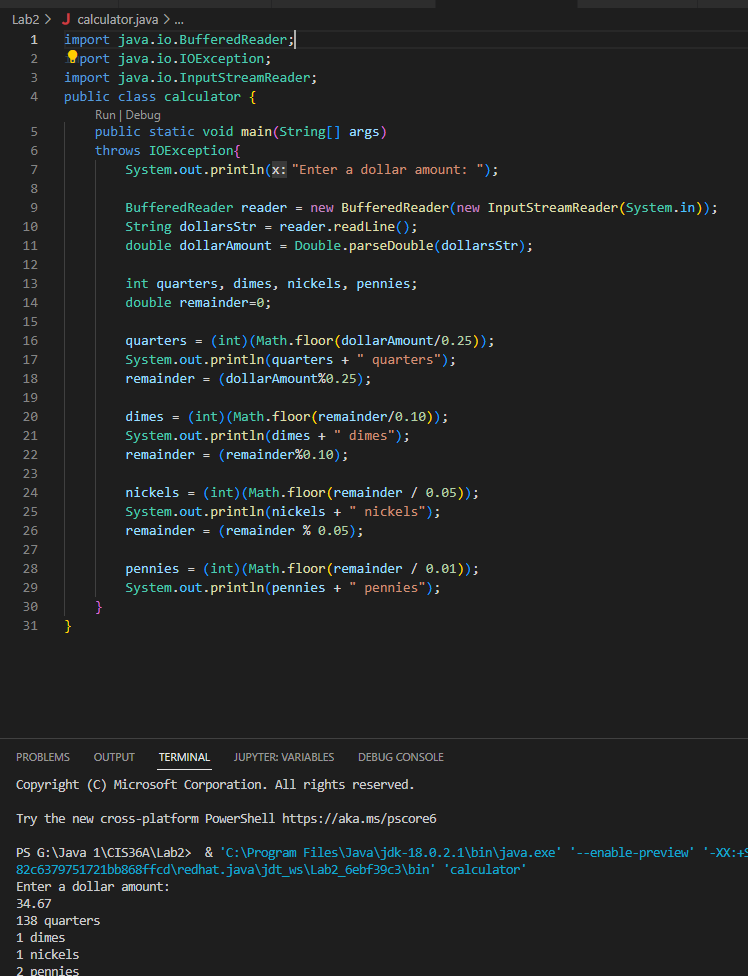 Lab2 > J calculator.java > ...
1 import java.io.BufferedReader;
2 port java.io.IOException;
3 import java.io.InputStreamReader;
4 public class calculator {
Run | Debug
5 public static void main(String[] args)
6 throws IOException{
7 System.out.println(x: "Enter a dollar amount: ");
8
9 BufferedReader reader = new BufferedReader(new InputStreamReader(System.in));
10 String dollarsStr = reader.readLine();
11 double dollarAmount = Double.parseDouble(dollarsStr);
12
13 int quarters, dimes, nickels, pennies;
14 double remainder=0;
15
16 quarters = (int)(Math.floor(dollarAmount/0.25));
17 System.out.println(quarters + " quarters");
18 remainder = (dollarAmount%0.25);
19
20 dimes = (int)(Math.floor(remainder/0.10));
21 System.out.println(dimes + " dimes");
22 remainder = (remainder%0.10);
23
24 nickels = (int)(Math.floor(remainder / 0.05));
25 System.out.println(nickels + " nickels");
26 remainder = (remainder % 0.05);
27
28 pennies = (int)(Math.floor(remainder / 0.01));
29 System.out.println(pennies + " pennies");
30 }
31 }
PROBLEMS OUTPUT TERMINAL JUPYTER: VARIABLES DEBUG CONSOLE
Copyright (C) Microsoft Corporation. All rights reserved.
Try the new cross-platform PowerShell https://aka.ms/pscore6
PS G:\Java 1\CIS36A\Lab2> & 'C:\Program Files\Java\jdk-18.0.2.1\bin\java.exe' '--enable-preview' '-XX:+S
82c6379751721bb868ffcd\redhat.java\jdt_ws\Lab2_6ebf39c3\bin' 'calculator'
Enter a dollar amount:
34.67
138 quarters
1 dimes
1 nickels
2 pennies